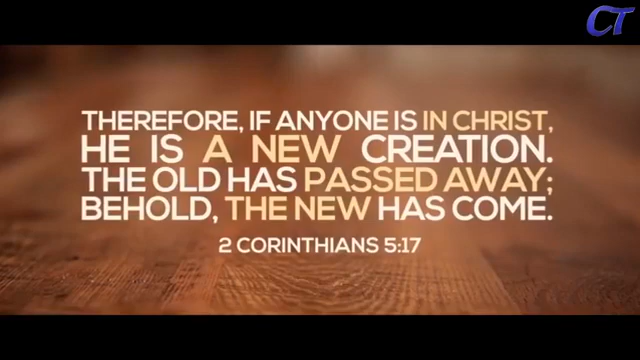 CT
THEREFORE, IF ANYONE IS IN CHRIST,
HE IS A NEW CREATION.
THE OLD HAS PASSED AWAY;
BEHOLD, THE NEW HAS COME.
2 CORINTHIANS 5:17